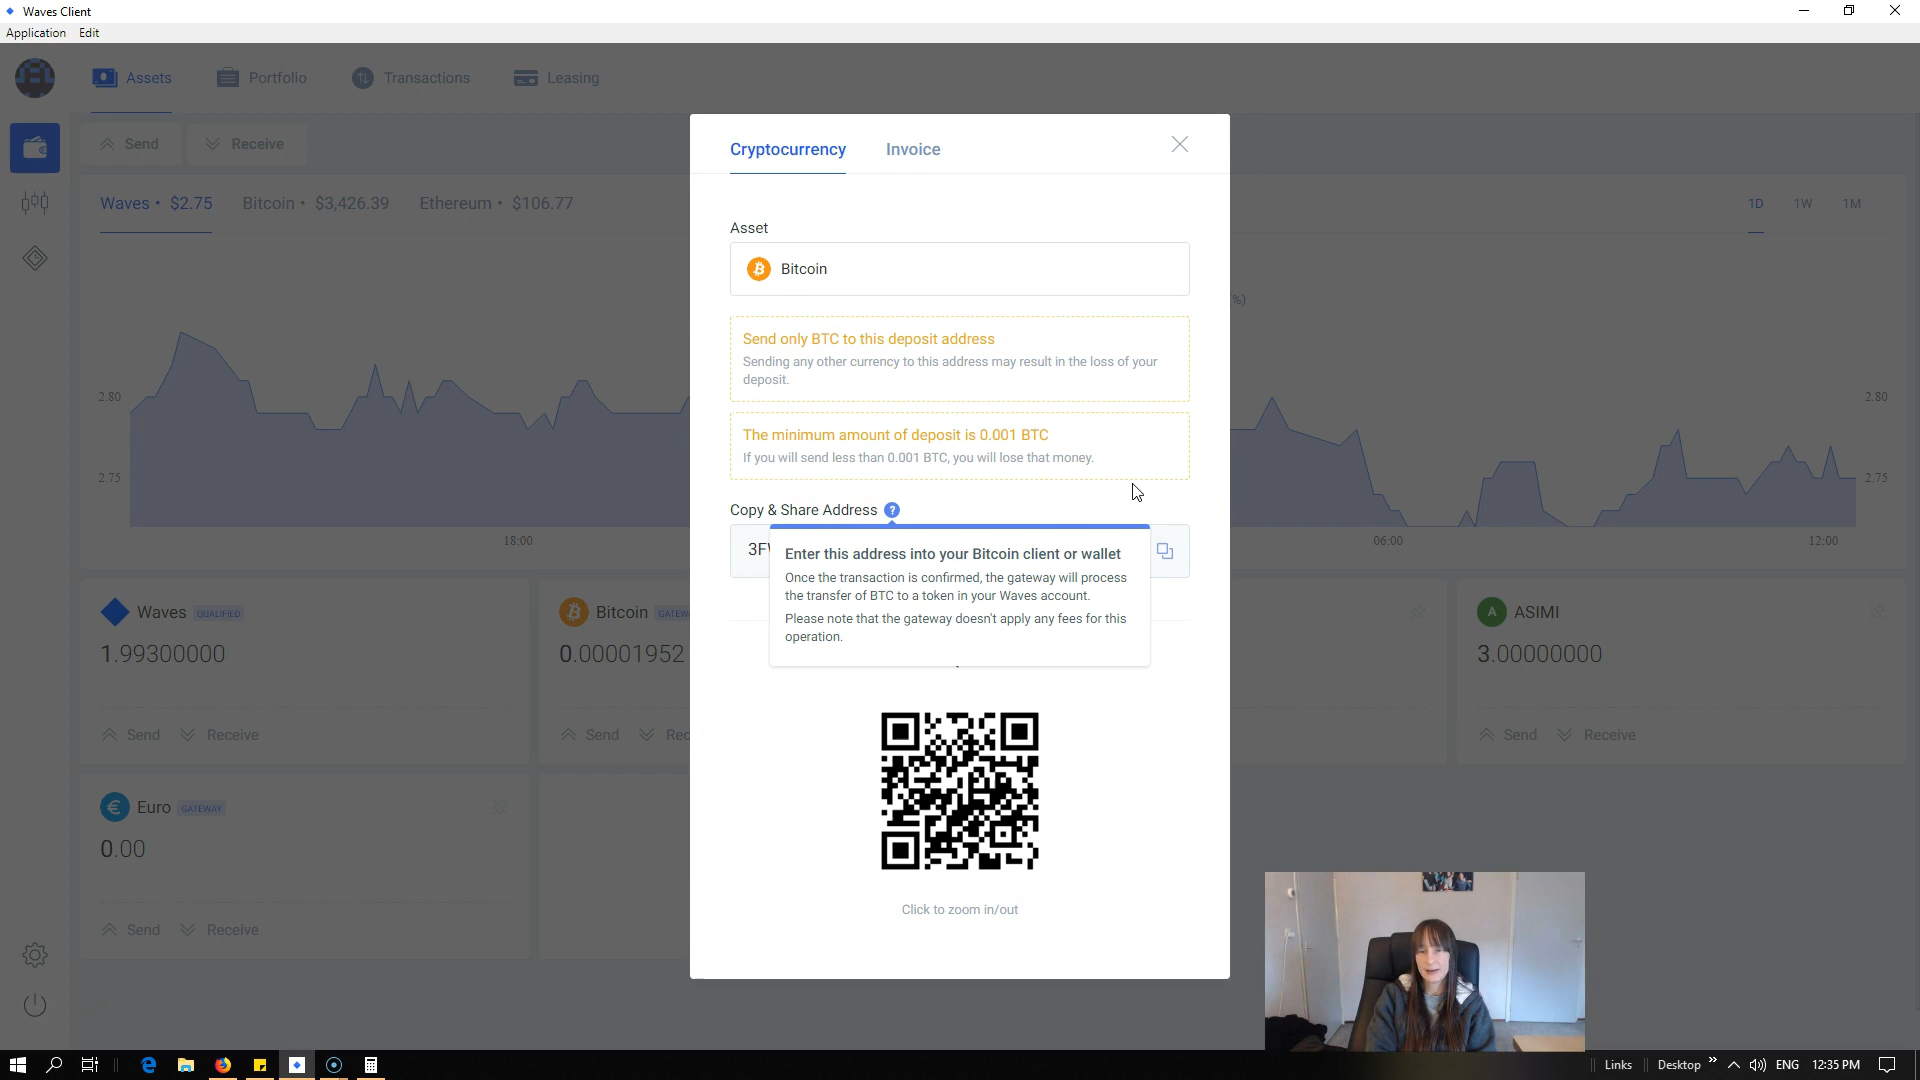 Waves Client
Application Edit
Assets Portfolio Transactions Leasing
Send Receive
Waves • $2.75 Bitcoin • $3,426.39 Ethereum • $106.77
1D 1W 1M
%)
2.80 2.80
2.75 2.75
18:00 06:00 12:00
Cryptocurrency Invoice
Asset
Bitcoin
Send only BTC to this deposit address
Sending any other currency to this address may result in the loss of your
deposit.
The minimum amount of deposit is 0.001 BTC
If you will send less than 0.001 BTC, you will lose that money.
Copy & Share Address ?
Enter this address into your Bitcoin client or wallet
Once the transaction is confirmed, the gateway will process
the transfer of BTC to a token in your Waves account.
Please note that the gateway doesn't apply any fees for this
operation.
Click to zoom in/out
Waves QUALIFIED
1.99300000
Send Receive
Bitcoin
0.00001952
Send
A ASIMI
3.00000000
Send Receive
Euro GATEWAY
0.00
Send Receive
Links Desktop » ENG 12:35 PM